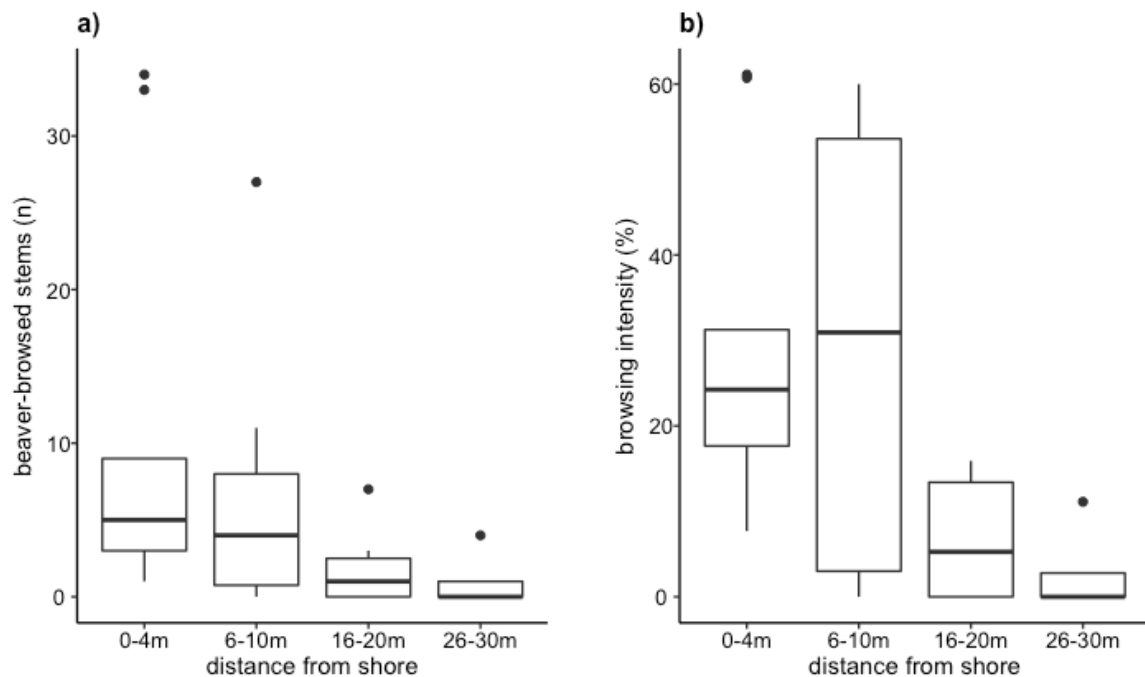 a)
beaver-browsed stems (n)
30
20
10
0
0-4m 6-10m 16-20m 26-30m
distance from shore
b)
browsing intensity (%)
60
40
20
0
0-4m 6-10m 16-20m 26-30m
distance from shore